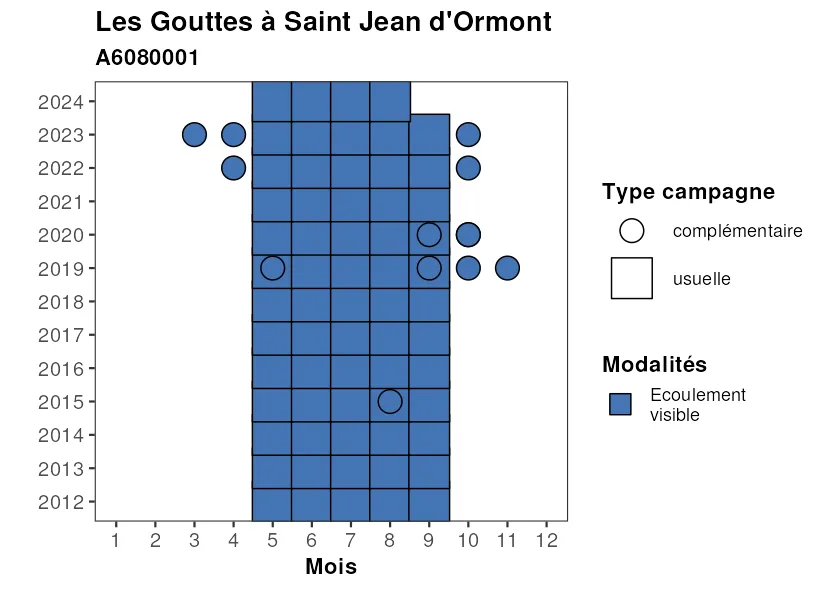 Les Gouttes à Saint Jean d'Ormont
A6080001
2024
2023
2022
2021
2020
2019
2018
2017
2016
2015
2014
2013
2012
1 2 3 4 5 6 7 8 9 10 11 12
Mois
Type campagne
complémentaire
usuelle
Modalités
Ecoulement
visible